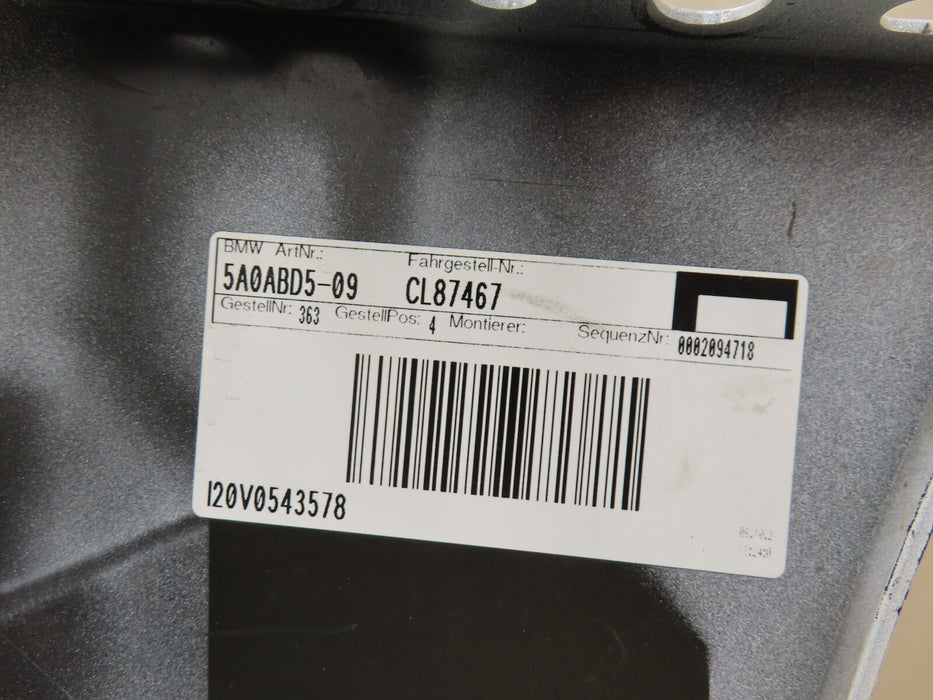 BMW ArtNr.: Fahrgestell-Nr.:
5A0ABD5-09 CL87467
GestellNr: 363 GestellPos: 4 Montierer: SequenzNr: 0002094718
I20V0543578